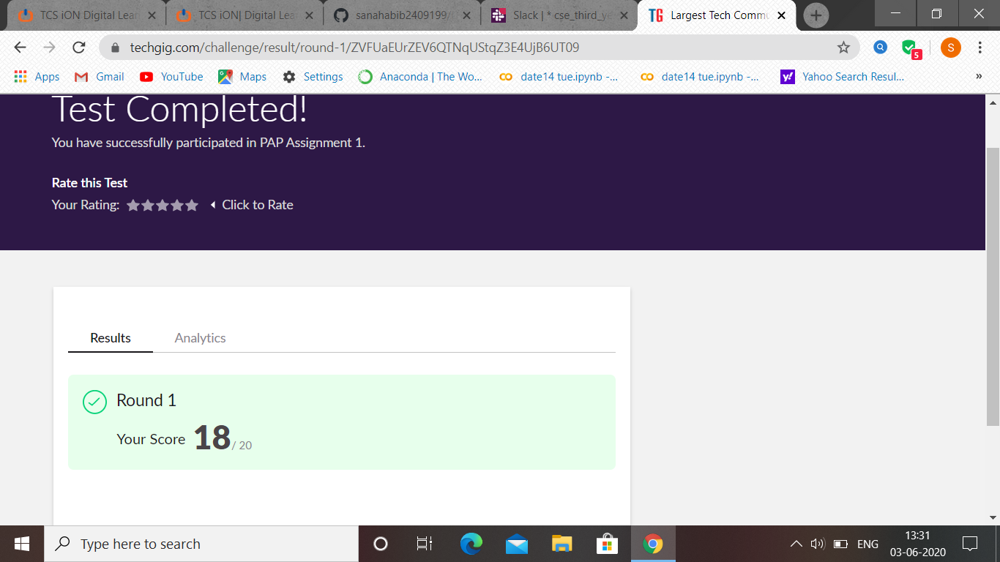 TCS iON Digital Lea
TCS iON| Digital Lea
sanahabib2409199/
Slack | * cse_third_ye
TG Largest Tech Commu
techgig.com/challenge/result/round-1/ZVFUaEUrZEV6QTNqUStqZ3E4UjB6UT09
5
S
Apps
Gmail
YouTube
Maps
Settings
Anaconda | The Wo...
date14 tue.ipynb -...
date14 tue.ipynb -...
y! Yahoo Search Resul...
»
Test Completed!
You have successfully participated in PAP Assignment 1.
Rate this Test
Your Rating: Click to Rate
Results Analytics
Round 1
Your Score 18 / 20
Type here to search
ENG
13:31
03-06-2020